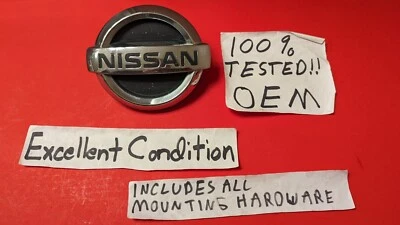 NISSAN
100%
TESTED!!
OEM
Excellent Condition
INCLUDES ALL
MOUNTING HARDWARE